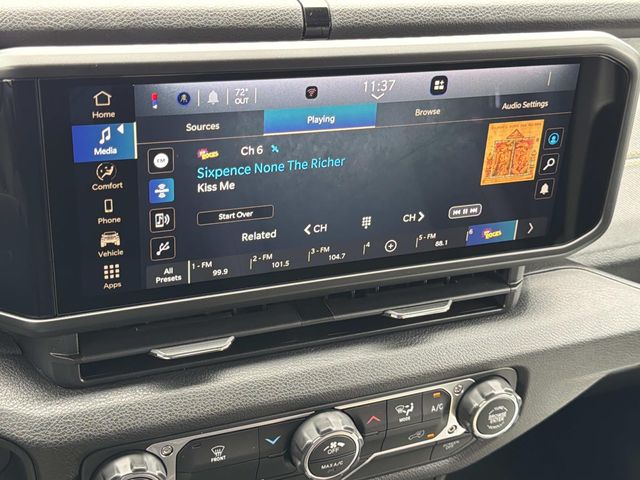 72°
OUT
11:37
Home
Sources
Playing
Browse
Audio Settings
Media
Ch 6
Sixpence None The Richer
Kiss Me
Comfort
Start Over
Phone
CH
CH
Related
Vehicle
Apps
All
Presets
1 - FM
99.9
2 - FM
101.5
3 - FM
104.7
4
5 - FM
88.1
6
FRONT
OFF
MAX A/C
MODE
A/C
BROWSE
ENTER